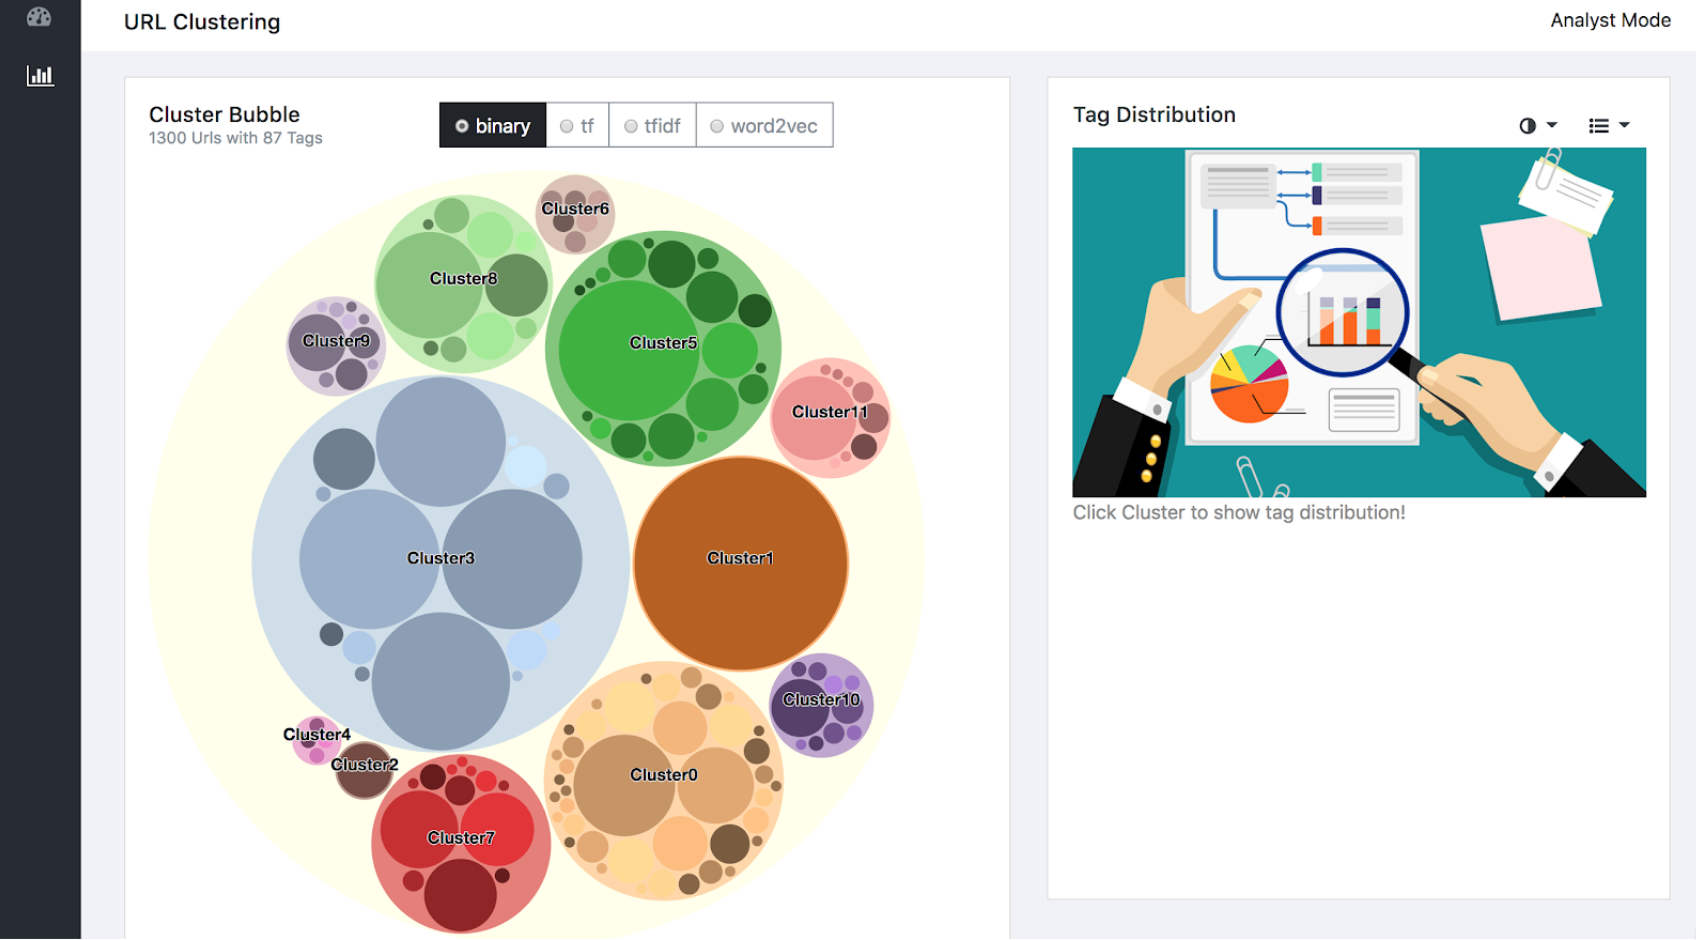 URL Clustering
Analyst Mode
Cluster Bubble
1300 Urls with 87 Tags
binary
tf
tfidf
word2vec
Cluster6
Cluster8
Cluster9
Cluster5
Cluster11
Cluster3
Cluster1
Cluster10
Cluster4
Cluster2
Cluster0
Cluster7
Tag Distribution
Click Cluster to show tag distribution!